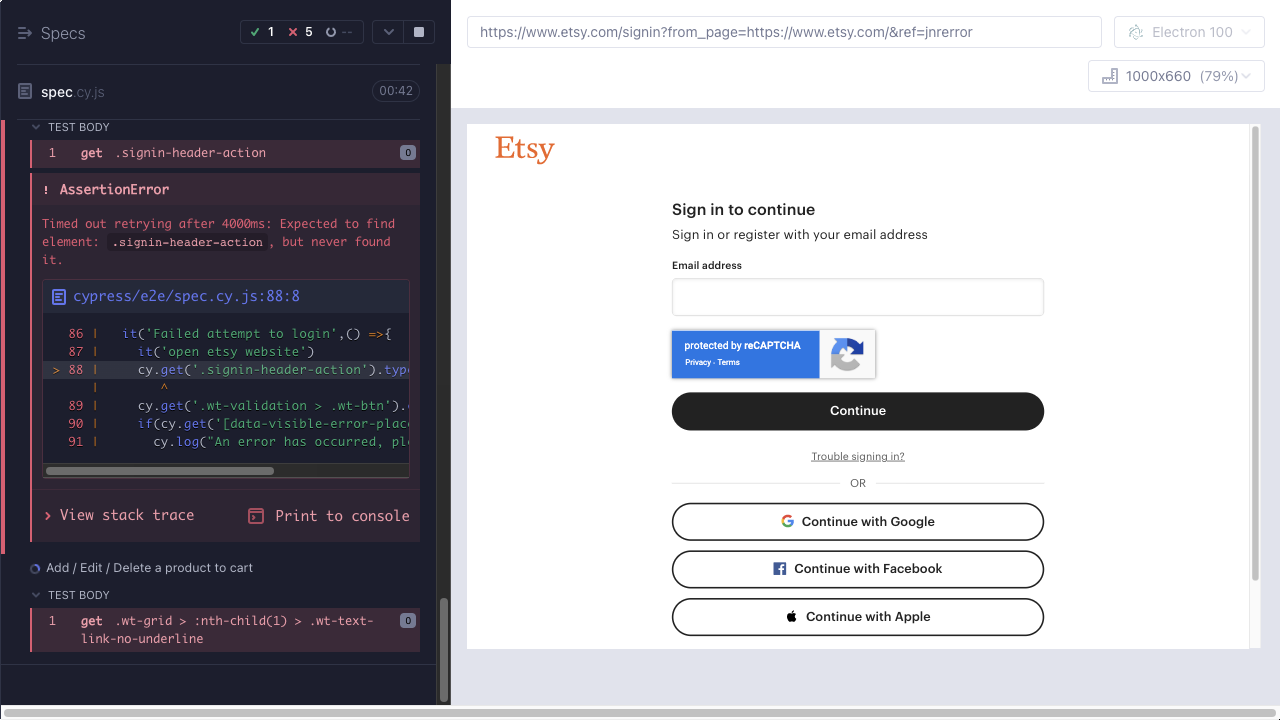 Specs
1 5 --
spec.cy.js
00:42
TEST BODY
1 get .signin-header-action 0
! AssertionError
Timed out retrying after 4000ms: Expected to find
element: .signin-header-action, but never found
it.
cypress/e2e/spec.cy.js:88:8
86 | it('Failed attempt to login',() =>{
87 | it('open etsy website')
> 88 | cy.get('.signin-header-action').type
| ^
89 | cy.get('.wt-validation > .wt-btn').
90 | if(cy.get('[data-visible-error-plac
91 | cy.log("An error has occurred, pl
View stack trace
Print to console
Add / Edit / Delete a product to cart
TEST BODY
1 get .wt-grid > :nth-child(1) > .wt-text-
link-no-underline 0
https://www.etsy.com/signin?from_page=https://www.etsy.com/&ref=jnrerror
Electron 100
1000x660 (79%)
Etsy
Sign in to continue
Sign in or register with your email address
Email address
protected by reCAPTCHA
Privacy - Terms
Continue
Trouble signing in?
OR
Continue with Google
Continue with Facebook
Continue with Apple